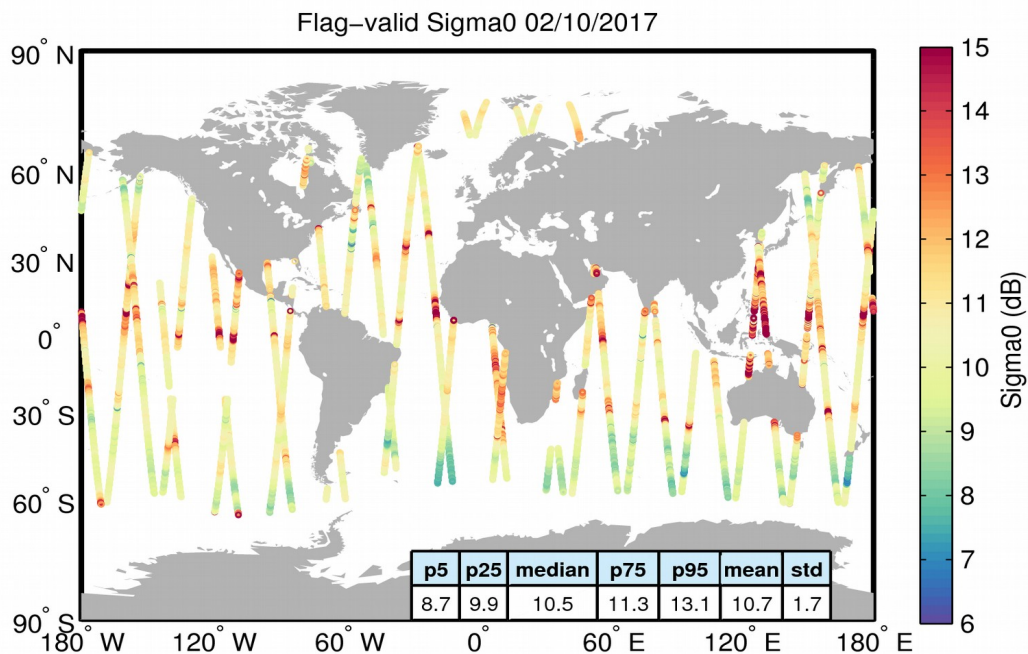 Flag−valid Sigma0 02/10/2017
90° N
60° N
30° N
0°
30° S
60° S
90° S
180° W
120° W
60° W
0°
60° E
120° E
180° E
15
14
13
12
11
10
9
8
7
6
Sigma0 (dB)
p5 p25 median p75 p95 mean std
8.7 9.9 10.5 11.3 13.1 10.7 1.7